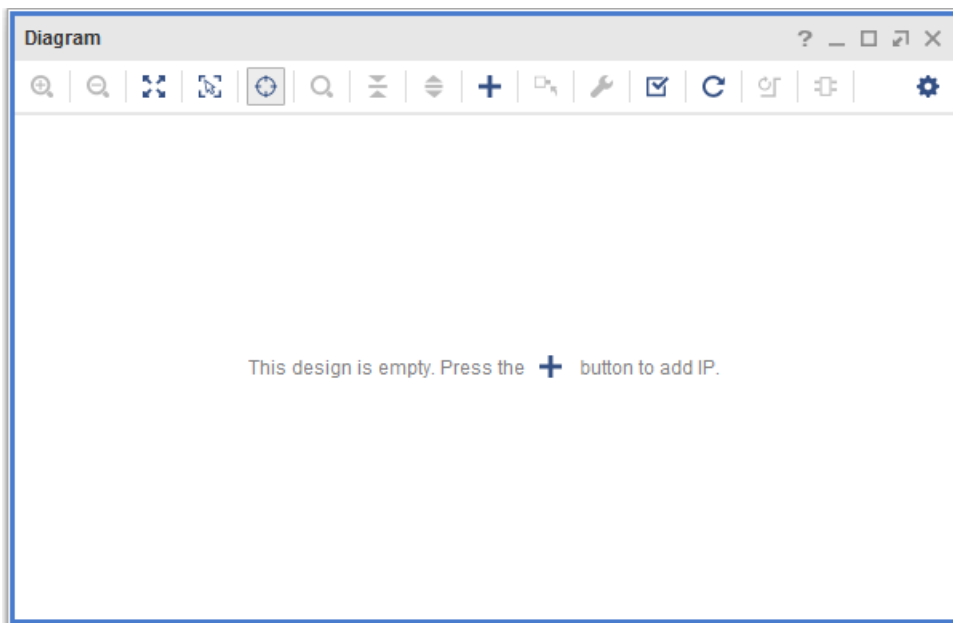 Diagram
This design is empty. Press the + button to add IP.